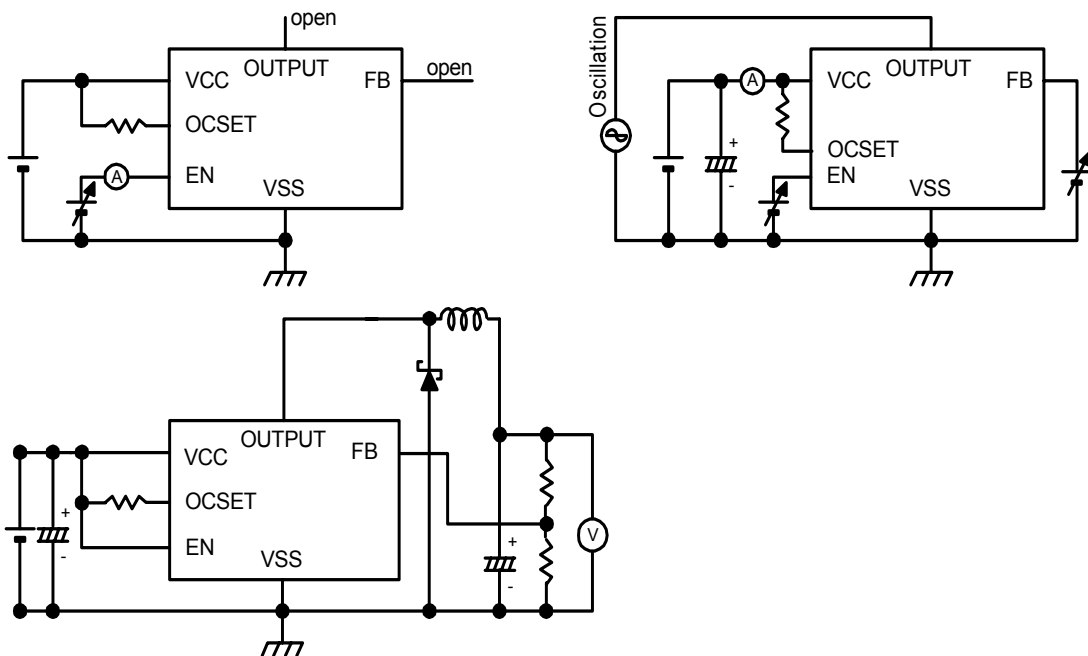 open
OUTPUT
VCC
FB
open
OCSET
A
EN
VSS
Oscillation
OUTPUT
A
VCC
FB
+
-
OCSET
EN
VSS
OUTPUT
VCC
FB
+
-
OCSET
EN
VSS
+
-
V